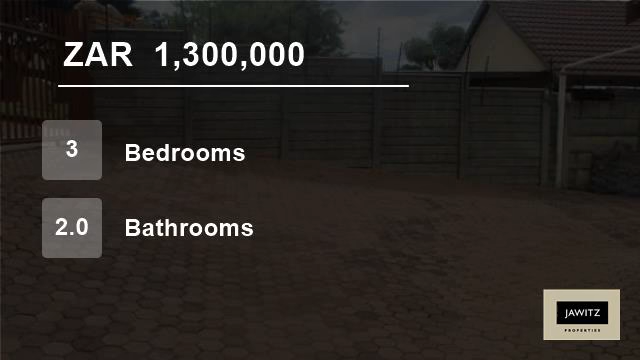 ZAR 1,300,000
3
Bedrooms
2.0
Bathrooms
JAWITZ
PROPERTIES